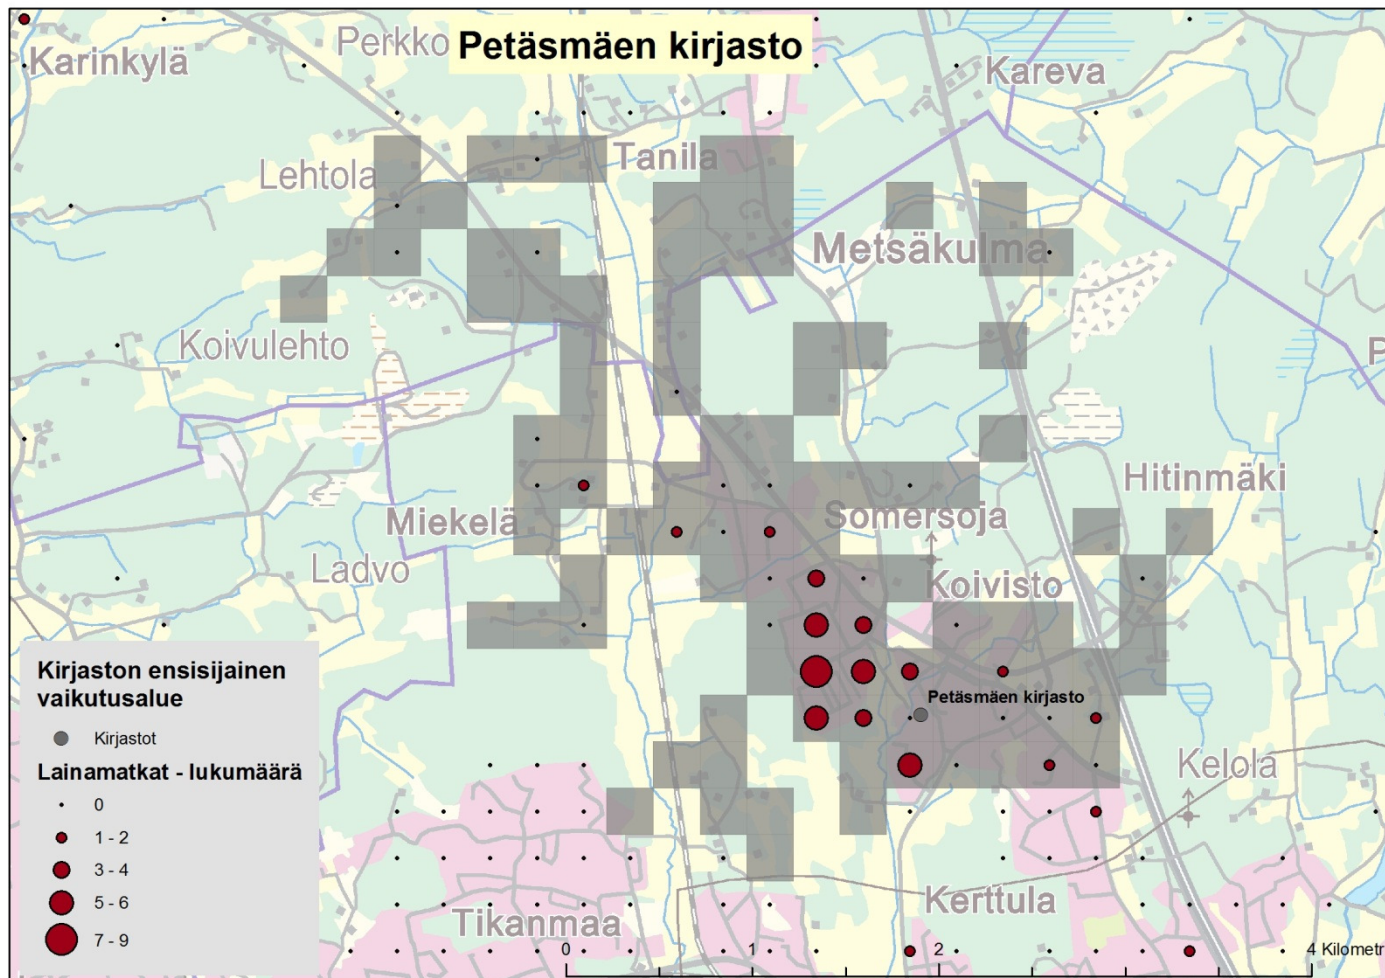 Petäsmäen kirjasto
Perkko
Karinkylä
Kareva
Lehtola
Tanila
Metsäkulma
Koivulehto
P
Hitinmäki
Miekelä
Somersoja
Ladvo
Koivisto
Petäsmäen kirjasto
Kelola
Kerttula
Tikanmaa
Kirjaston ensisijainen
vaikutusalue
Kirjastot
Lainamatkat - lukumäärä
0
1 - 2
3 - 4
5 - 6
7 - 9
0 2 4 Kilometr